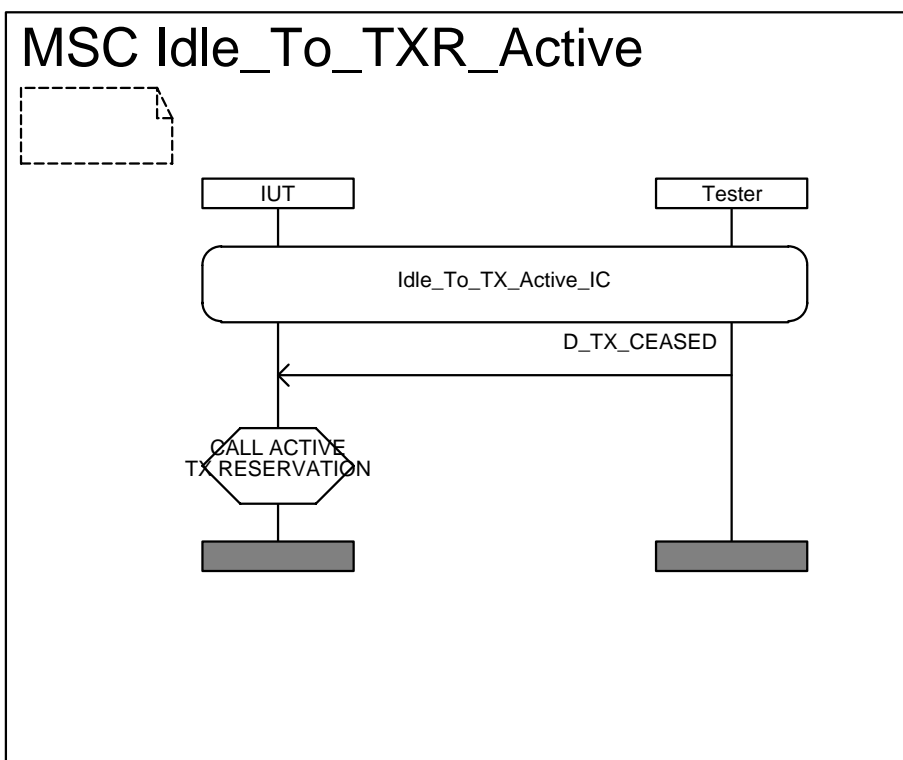 MSC Idle_To_TXR_Active
IUT
Tester
Idle_To_TX_Active_IC
D_TX_CEASED
CALL ACTIVE
TX RESERVATION